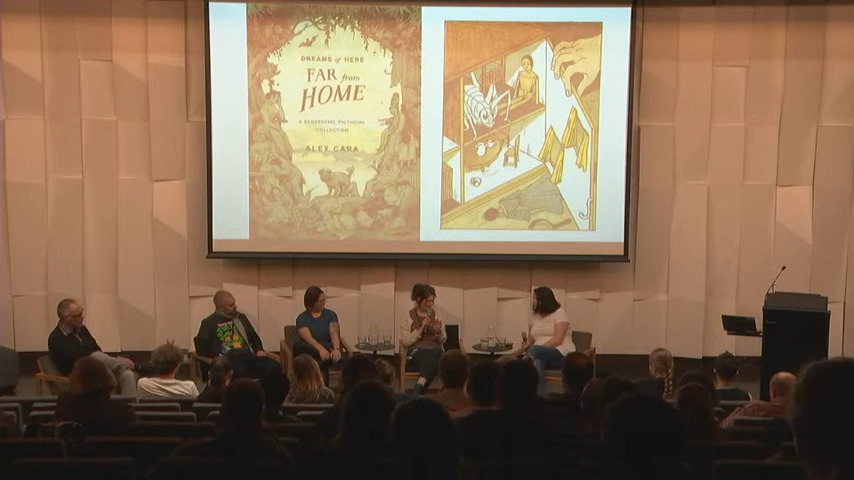 DREAMS of HERE
FAR from
HOME
A SEQUENTIAL PICTORIAL
COLLECTION
ALEX CARA